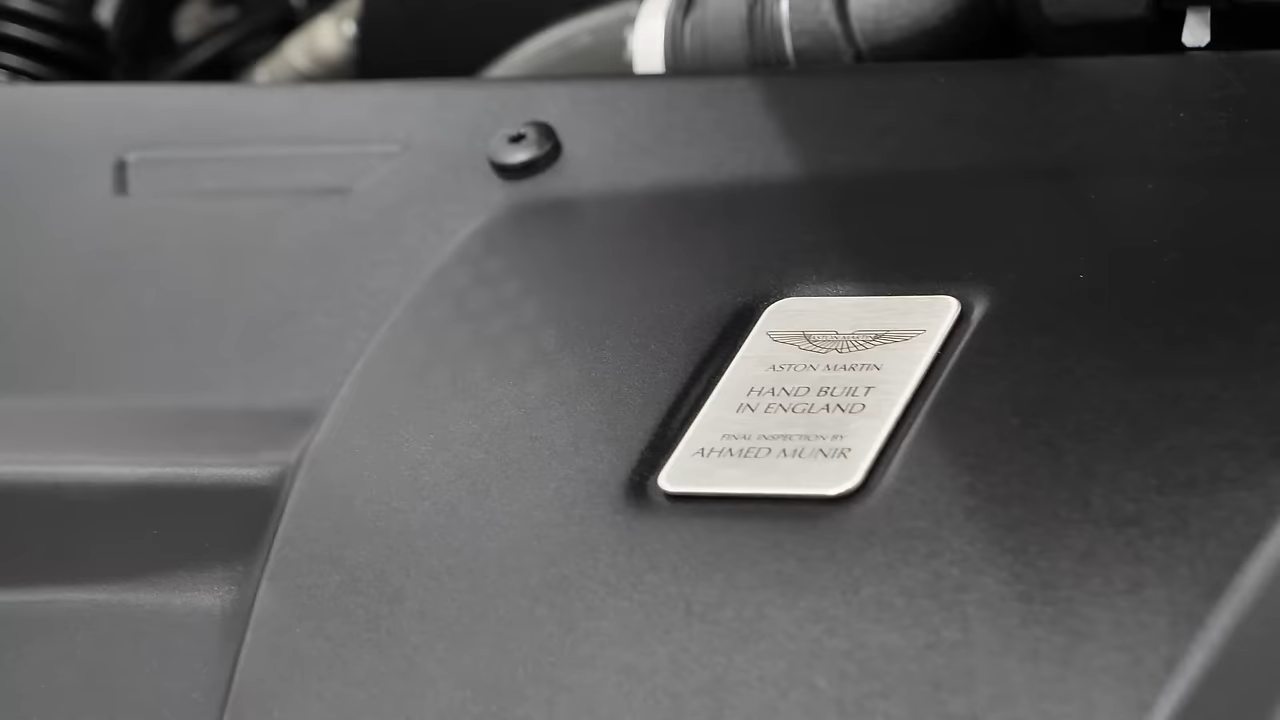 ASTON MARTIN
ASTON MARTIN
HAND BUILT
IN ENGLAND
FINAL INSPECTION BY
AHMED MUNIR